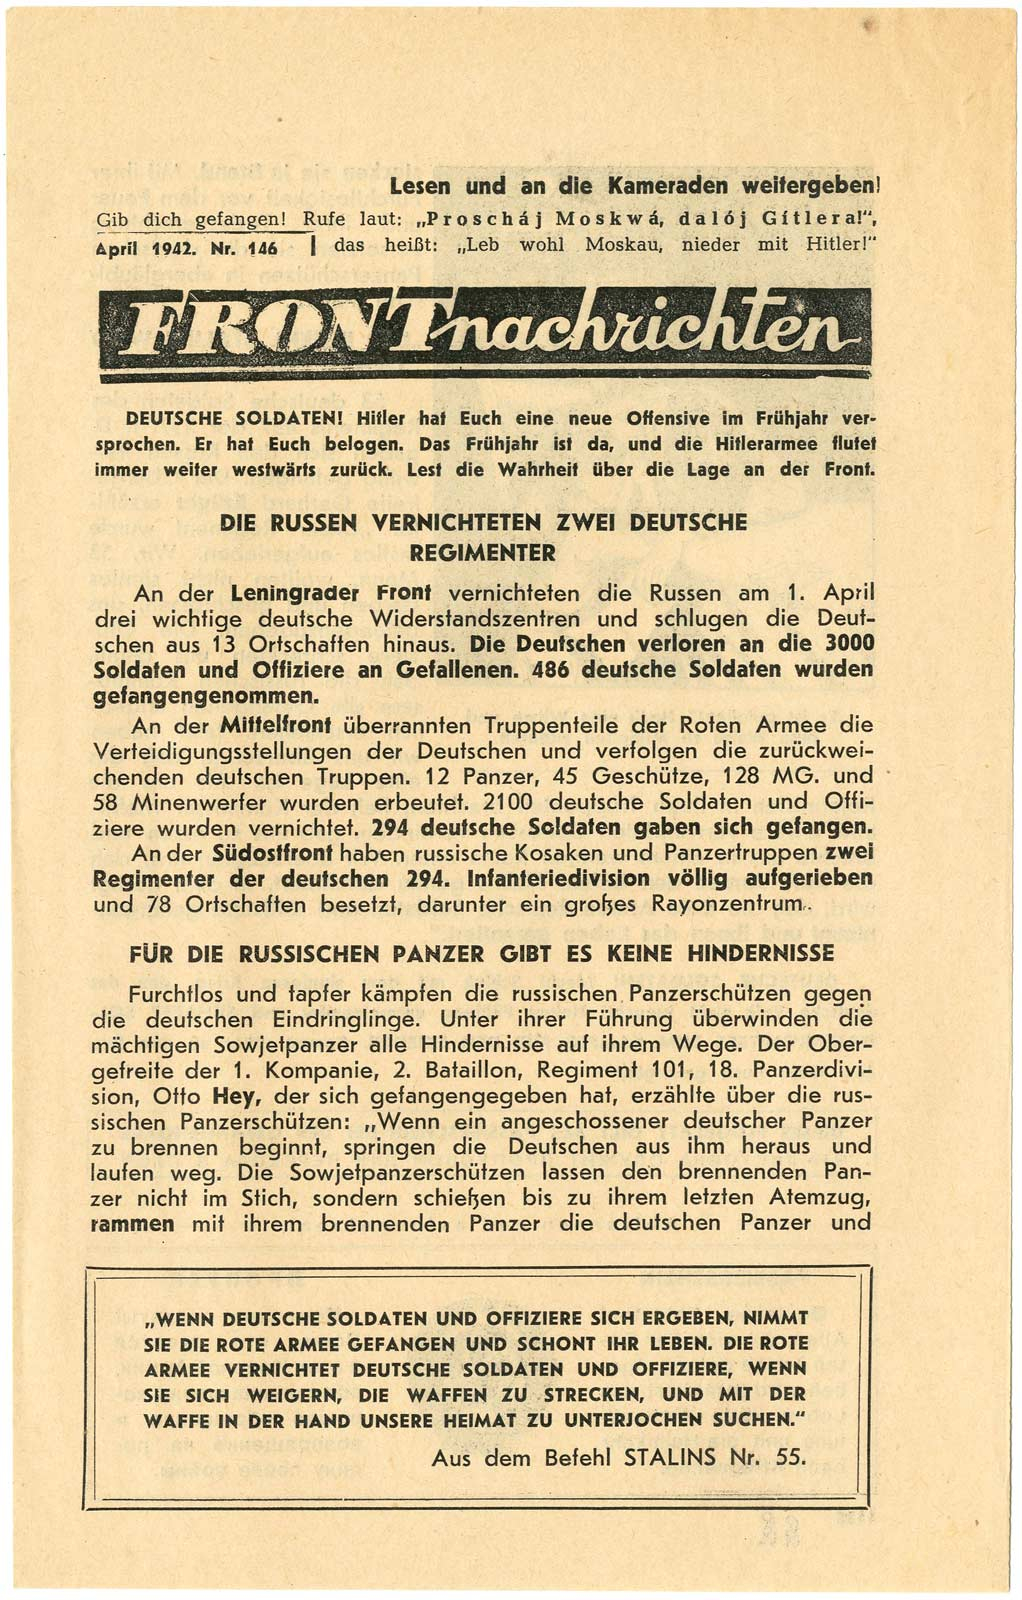 Lesen und an die Kameraden weitergeben!
Gib dich gefangen! Rufe laut: „Proscháj Moskwá, dalój Gítlera!",
April 1942. Nr. 146 | das heißt: „Leb wohl Moskau, nieder mit Hitler!"
FRONTnachrichten
DEUTSCHE SOLDATEN! Hitler hat Euch eine neue Offensive im Frühjahr ver-
sprochen. Er hat Euch belogen. Das Frühjahr ist da, und die Hitlerarmee flutet
immer weiter westwärts zurück. Lest die Wahrheit über die Lage an der Front.
DIE RUSSEN VERNICHTETEN ZWEI DEUTSCHE
REGIMENTER
An der Leningrader Front vernichteten die Russen am 1. April
drei wichtige deutsche Widerstandszentren und schlugen die Deut-
schen aus 13 Ortschaften hinaus. Die Deutschen verloren an die 3000
Soldaten und Offiziere an Gefallenen. 486 deutsche Soldaten wurden
gefangengenommen.
An der Mittelfront überrannten Truppenteile der Roten Armee die
Verteidigungsstellungen der Deutschen und verfolgen die zurückwei-
chenden deutschen Truppen. 12 Panzer, 45 Geschütze, 128 MG. und
58 Minenwerfer wurden erbeutet. 2100 deutsche Soldaten und Offi-
ziere wurden vernichtet. 294 deutsche Soldaten gaben sich gefangen.
An der Südostfront haben russische Kosaken und Panzertruppen zwei
Regimenter der deutschen 294. Infanteriedivision völlig aufgerieben
und 78 Ortschaften besetzt, darunter ein großes Rayonzentrum.
FÜR DIE RUSSISCHEN PANZER GIBT ES KEINE HINDERNISSE
Furchtlos und tapfer kämpfen die russischen Panzerschützen gegen
die deutschen Eindringlinge. Unter ihrer Führung überwinden die
mächtigen Sowjetpanzer alle Hindernisse auf ihrem Wege. Der Ober-
gefreite der 1. Kompanie, 2. Bataillon, Regiment 101, 18. Panzerdivi-
sion, Otto Hey, der sich gefangengegeben hat, erzählte über die rus-
sischen Panzerschützen: „Wenn ein angeschossener deutscher Panzer
zu brennen beginnt, springen die Deutschen aus ihm heraus und
laufen weg. Die Sowjetpanzerschützen lassen den brennenden Pan-
zer nicht im Stich, sondern schießen bis zu ihrem letzten Atemzug,
rammen mit ihrem brennenden Panzer die deutschen Panzer und
„WENN DEUTSCHE SOLDATEN UND OFFIZIERE SICH ERGEBEN, NIMMT
SIE DIE ROTE ARMEE GEFANGEN UND SCHONT IHR LEBEN. DIE ROTE
ARMEE VERNICHTET DEUTSCHE SOLDATEN UND OFFIZIERE, WENN
SIE SICH WEIGERN, DIE WAFFEN ZU STRECKEN, UND MIT DER
WAFFE IN DER HAND UNSERE HEIMAT ZU UNTERJOCHEN SUCHEN."
Aus dem Befehl STALINS Nr. 55.